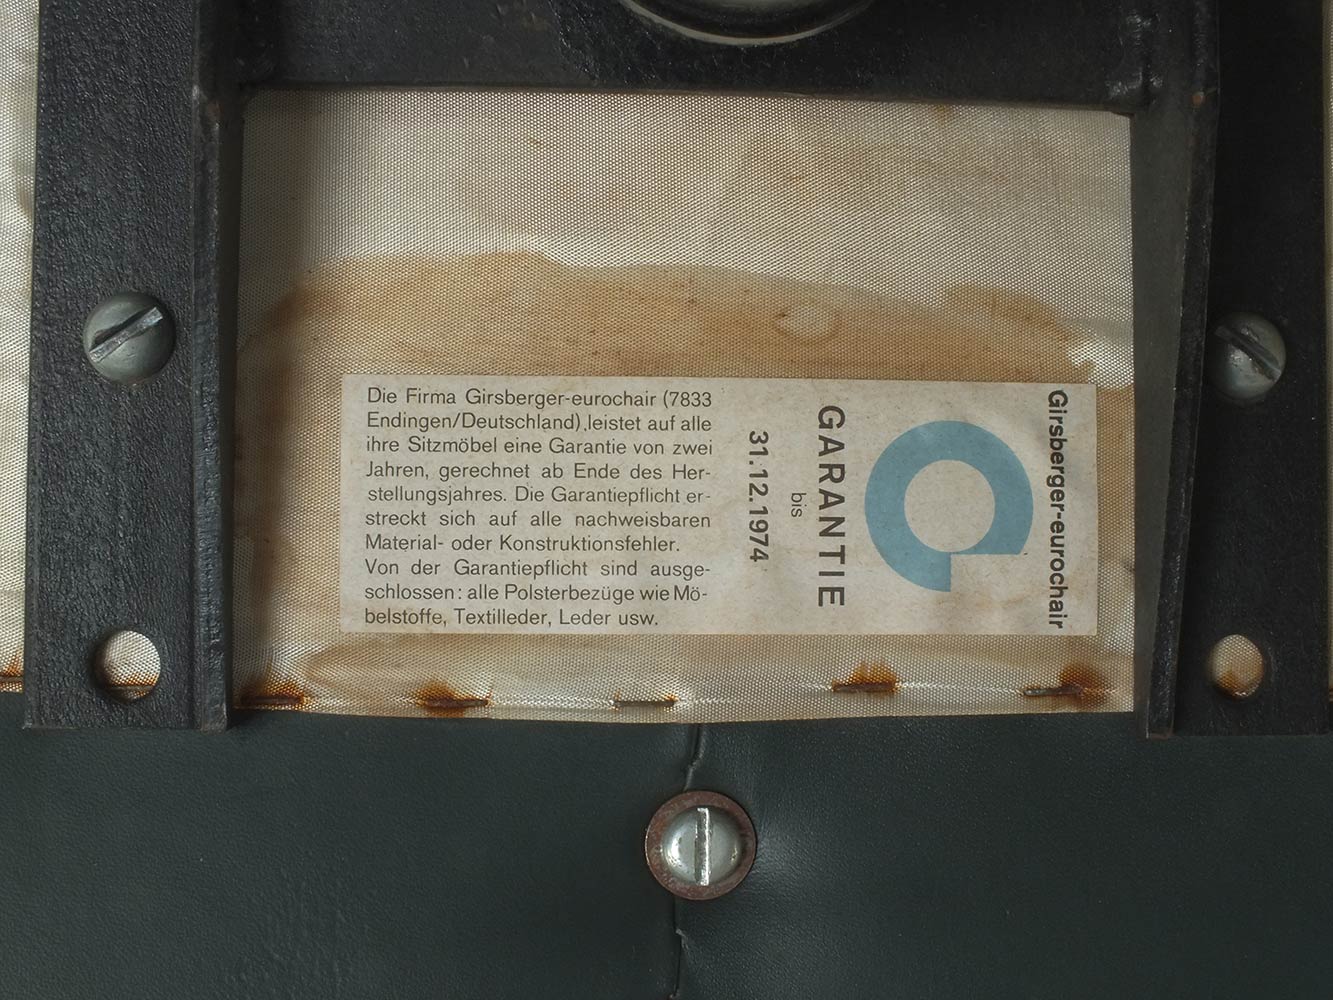 Die Firma Girsberger-eurochair (7833
Endingen/Deutschland),leistet auf alle
ihre Sitzmöbel eine Garantie von zwei
Jahren, gerechnet ab Ende des Her-
stellungsjahres. Die Garantiepflicht er-
streckt sich auf alle nachweisbaren
Material- oder Konstruktionsfehler.
Von der Garantiepflicht sind ausge-
schlossen: alle Polsterbezüge wie Mö-
belstoffe, Textilleder, Leder usw.
Girsberger-eurochair
GARANTIE
bis
31.12.1974